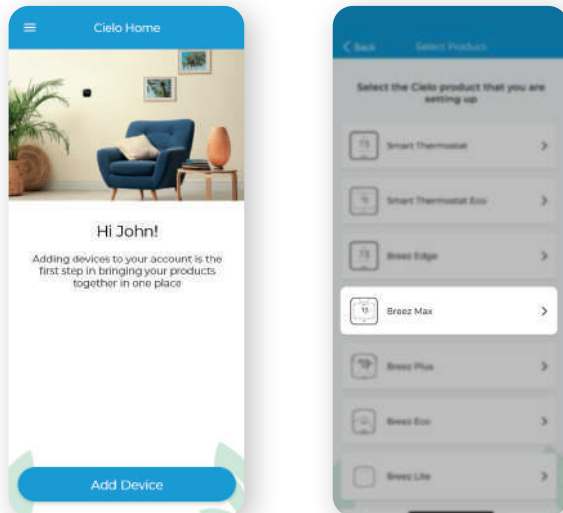 Cielo Home
Hi John!
Adding devices to your account is the
first step in bringing your products
together in one place
Add Device
Back
Select Product
Select the Cielo product that you are
setting up
Smart Thermostat
Smart Thermostat Eco
Breez Edge
Breez Max
Breez Plus
Breez Eco
Breez Lite